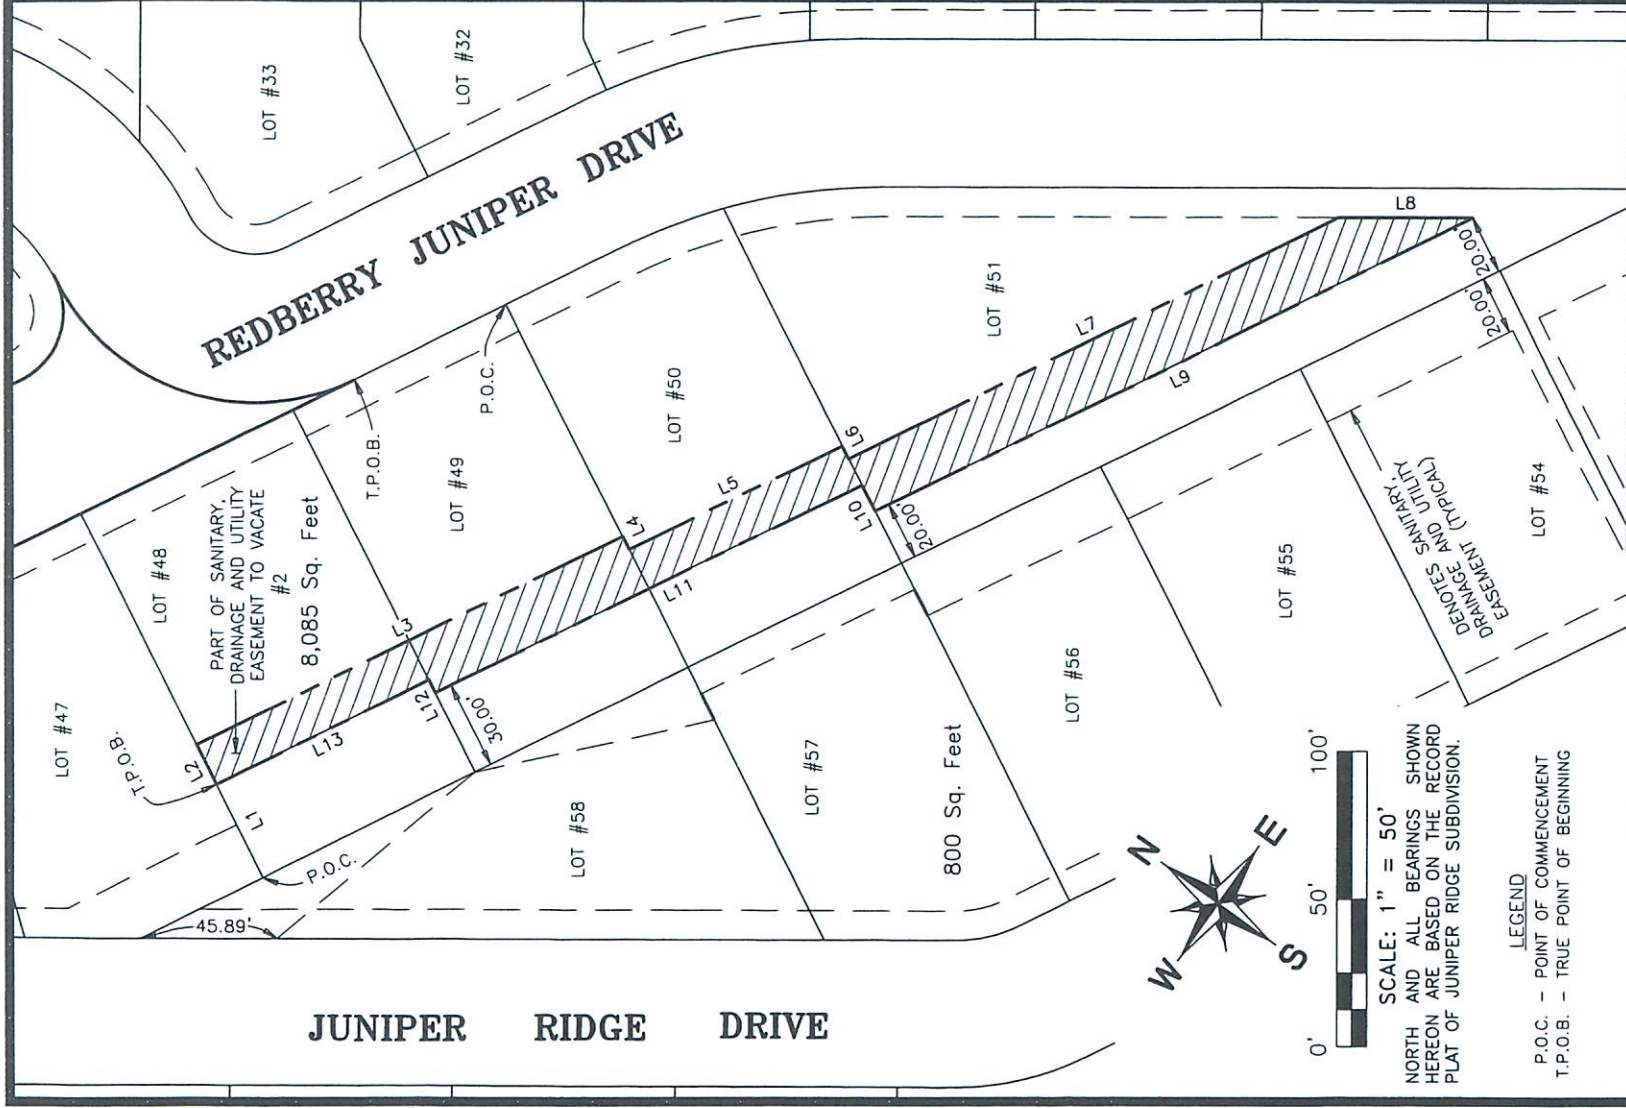 LOT #33
LOT #32
REDBERRY JUNIPER DRIVE
LOT #47
LOT #48
PART OF SANITARY,
DRAINAGE AND UTILITY
EASEMENT TO VACATE
#2
8,085 Sq. Feet
T.P.O.B.
P.O.C.
LOT #49
LOT #50
LOT #51
T.P.O.B.
L1
L2
L3
L4
L5
L6
L7
L8
L9
L10
L11
L12
L13
20.00'
20.00'
20.00'
30.00'
P.O.C.
45.89'
LOT #58
LOT #57
800 Sq. Feet
LOT #56
LOT #55
LOT #54
DENOTES SANITARY,
DRAINAGE AND UTILITY
EASEMENT (TYPICAL)
JUNIPER RIDGE DRIVE
N
E
S
W
0' 50' 100'
SCALE: 1" = 50'
NORTH AND ALL BEARINGS SHOWN
HEREON ARE BASED ON THE RECORD
PLAT OF JUNIPER RIDGE SUBDIVISION.
LEGEND
P.O.C. - POINT OF COMMENCEMENT
T.P.O.B. - TRUE POINT OF BEGINNING